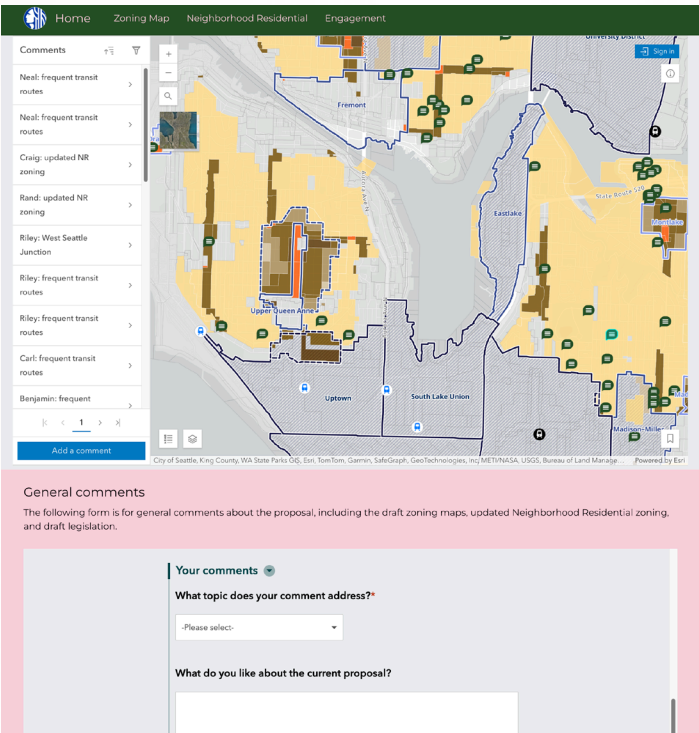 Home Zoning Map Neighborhood Residential Engagement
Comments
Neal: frequent transit
routes
Neal: frequent transit
routes
Craig: updated NR
zoning
Rand: updated NR
zoning
Riley: West Seattle
Junction
Riley: frequent transit
routes
Riley: frequent transit
routes
Carl: frequent transit
routes
Benjamin: frequent
1
Add a comment
University District
Sign in
Fremont
Aurora Ave N
State Route 520
Eastlake
Montlake
Upper Queen Anne
Uptown
South Lake Union
Madison-Miller
City of Seattle, King County, WA State Parks GIS, Esri, TomTom, Garmin, SafeGraph, GeoTechnologies, Inc, METI/NASA, USGS, Bureau of Land Manage... Powered by Esri
General comments
The following form is for general comments about the proposal, including the draft zoning maps, updated Neighborhood Residential zoning,
and draft legislation.
Your comments
What topic does your comment address?*
-Please select-
What do you like about the current proposal?